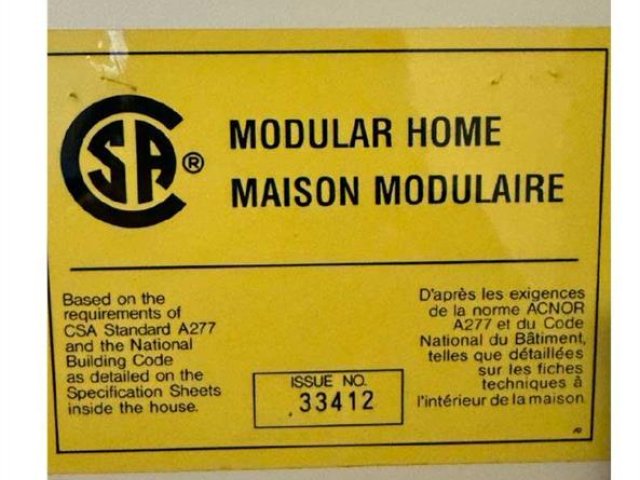 CSA®
MODULAR HOME
MAISON MODULAIRE
Based on the
requirements of
CSA Standard A277
and the National
Building Code
as detailed on the
Specification Sheets
inside the house.
ISSUE NO.
33412
D'après les exigences
de la norme ACNOR
A277 et du Code
National du Bâtiment,
telles que détaillées
sur les fiches
techniques à
l'intérieur de la maison